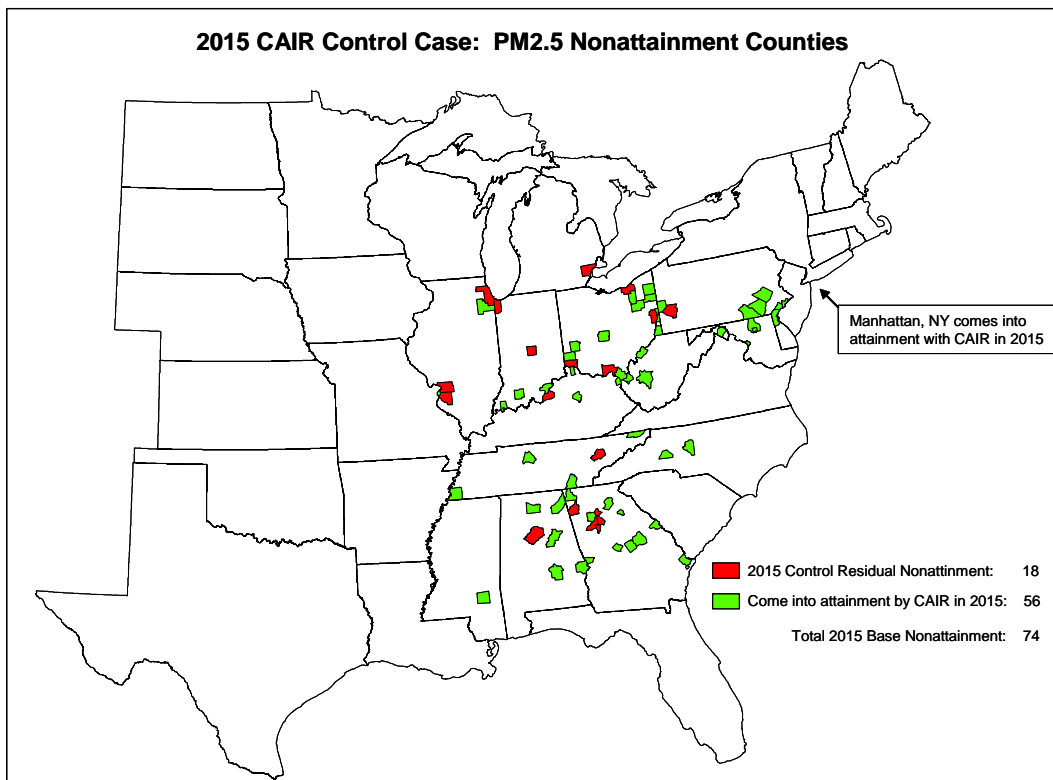 2015 CAIR Control Case: PM2.5 Nonattainment Counties
Manhattan, NY comes into
attainment with CAIR in 2015
2015 Control Residual Nonattinment: 18
Come into attainment by CAIR in 2015: 56
Total 2015 Base Nonattainment: 74